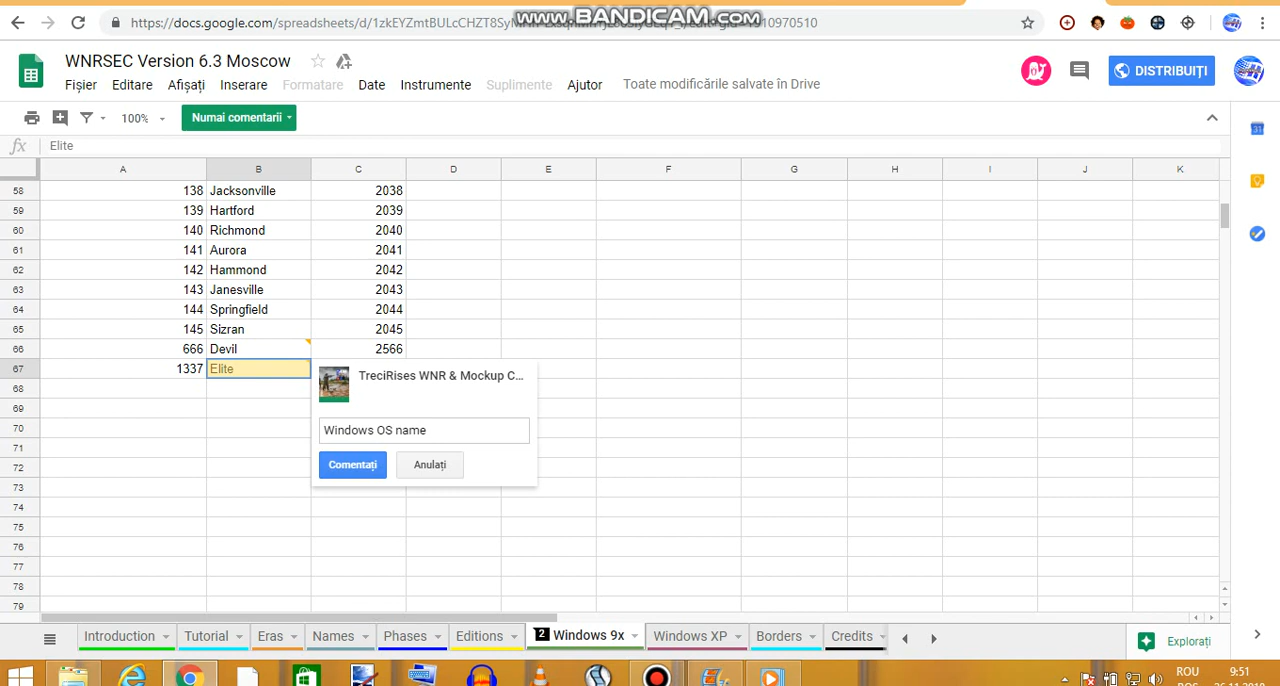 www.BANDICAM.com
https://docs.google.com/spreadsheets/d/1zkEYZmtBULcCHZT8SyM
WNRSEC Version 6.3 Moscow
Fișier Editare Afișați Inserare Formatare Date Instrumente Suplimente Ajutor Toate modificările salvate în Drive
DISTRIBUIȚI
100% Numai comentarii
fx Elite
A B C D E F G H I J K
58 138 Jacksonville 2038
59 139 Hartford 2039
60 140 Richmond 2040
61 141 Aurora 2041
62 142 Hammond 2042
63 143 Janesville 2043
64 144 Springfield 2044
65 145 Sizran 2045
66 666 Devil 2566
67 1337 Elite
TreciRises WNR & Mockup C...
68
69
Windows OS name
70
71
Comentați Anulați
72
73
74
75
76
77
78
79
Introduction Tutorial Eras Names Phases Editions 2 Windows 9x Windows XP Borders Credits Explorați
31
ROU 9:51